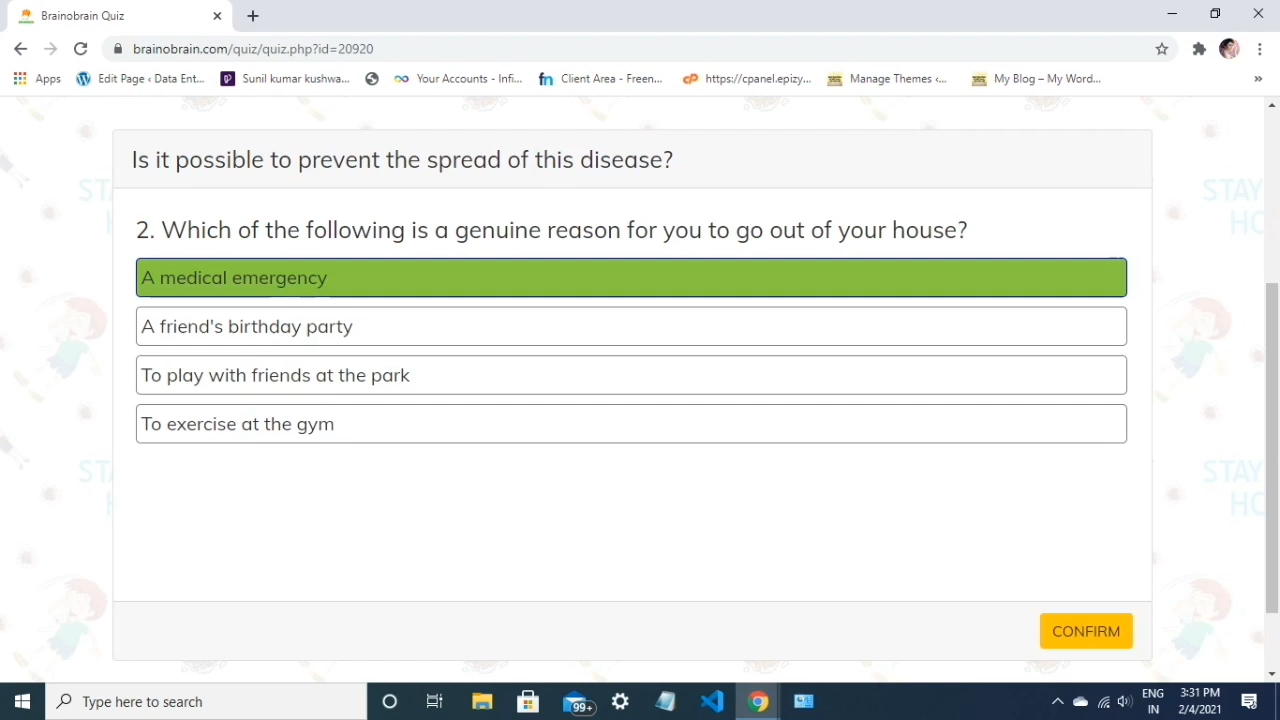 Brainobrain Quiz
brainobrain.com/quiz/quiz.php?id=20920
Apps
Edit Page ‹ Data Ent...
Sunil kumar kushwa...
Your Accounts - Infi...
Client Area - Freen...
https://cpanel.epizy...
Manage Themes ‹...
My Blog – My Word...
Is it possible to prevent the spread of this disease?
2. Which of the following is a genuine reason for you to go out of your house?
A medical emergency
A friend's birthday party
To play with friends at the park
To exercise at the gym
CONFIRM
STAY
HO
STAY
HO
Type here to search
99+
ENG
IN
3:31 PM
2/4/2021